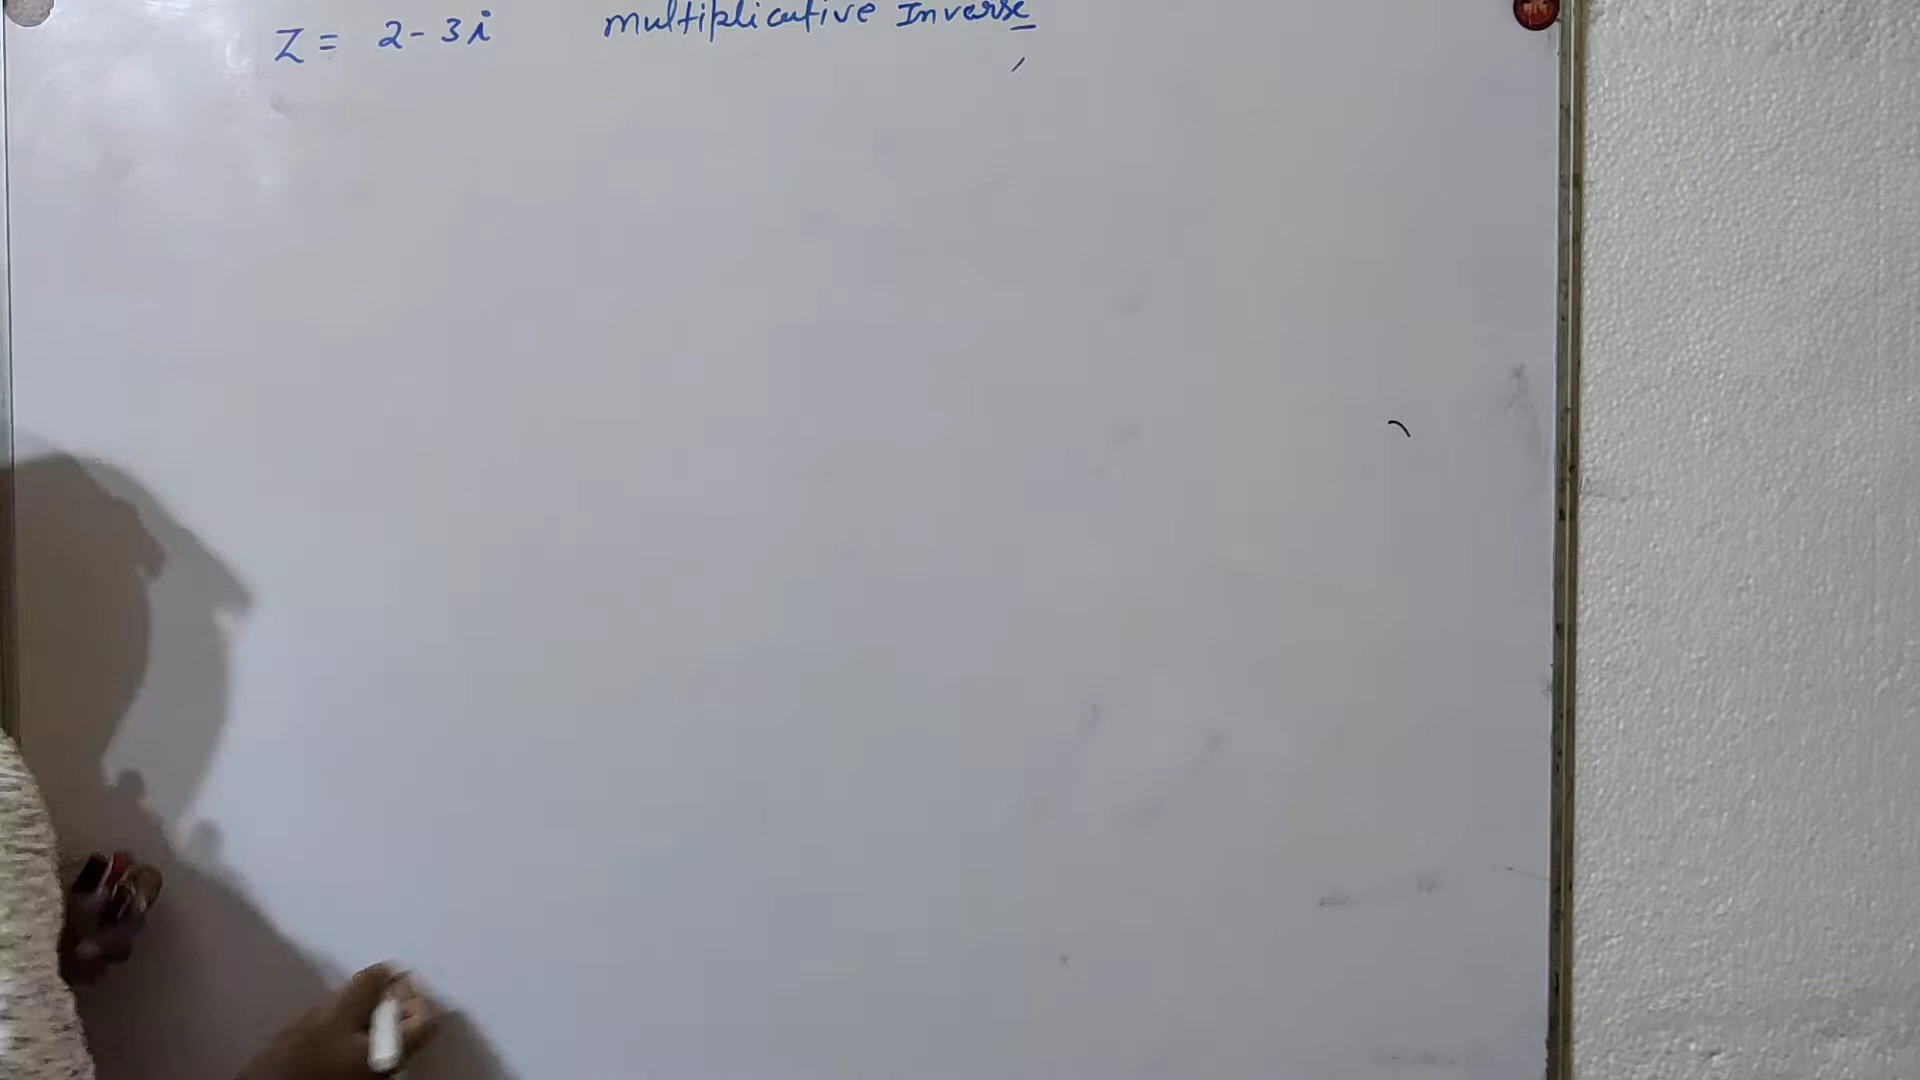 Z = 2 - 3i multiplicative Inverse